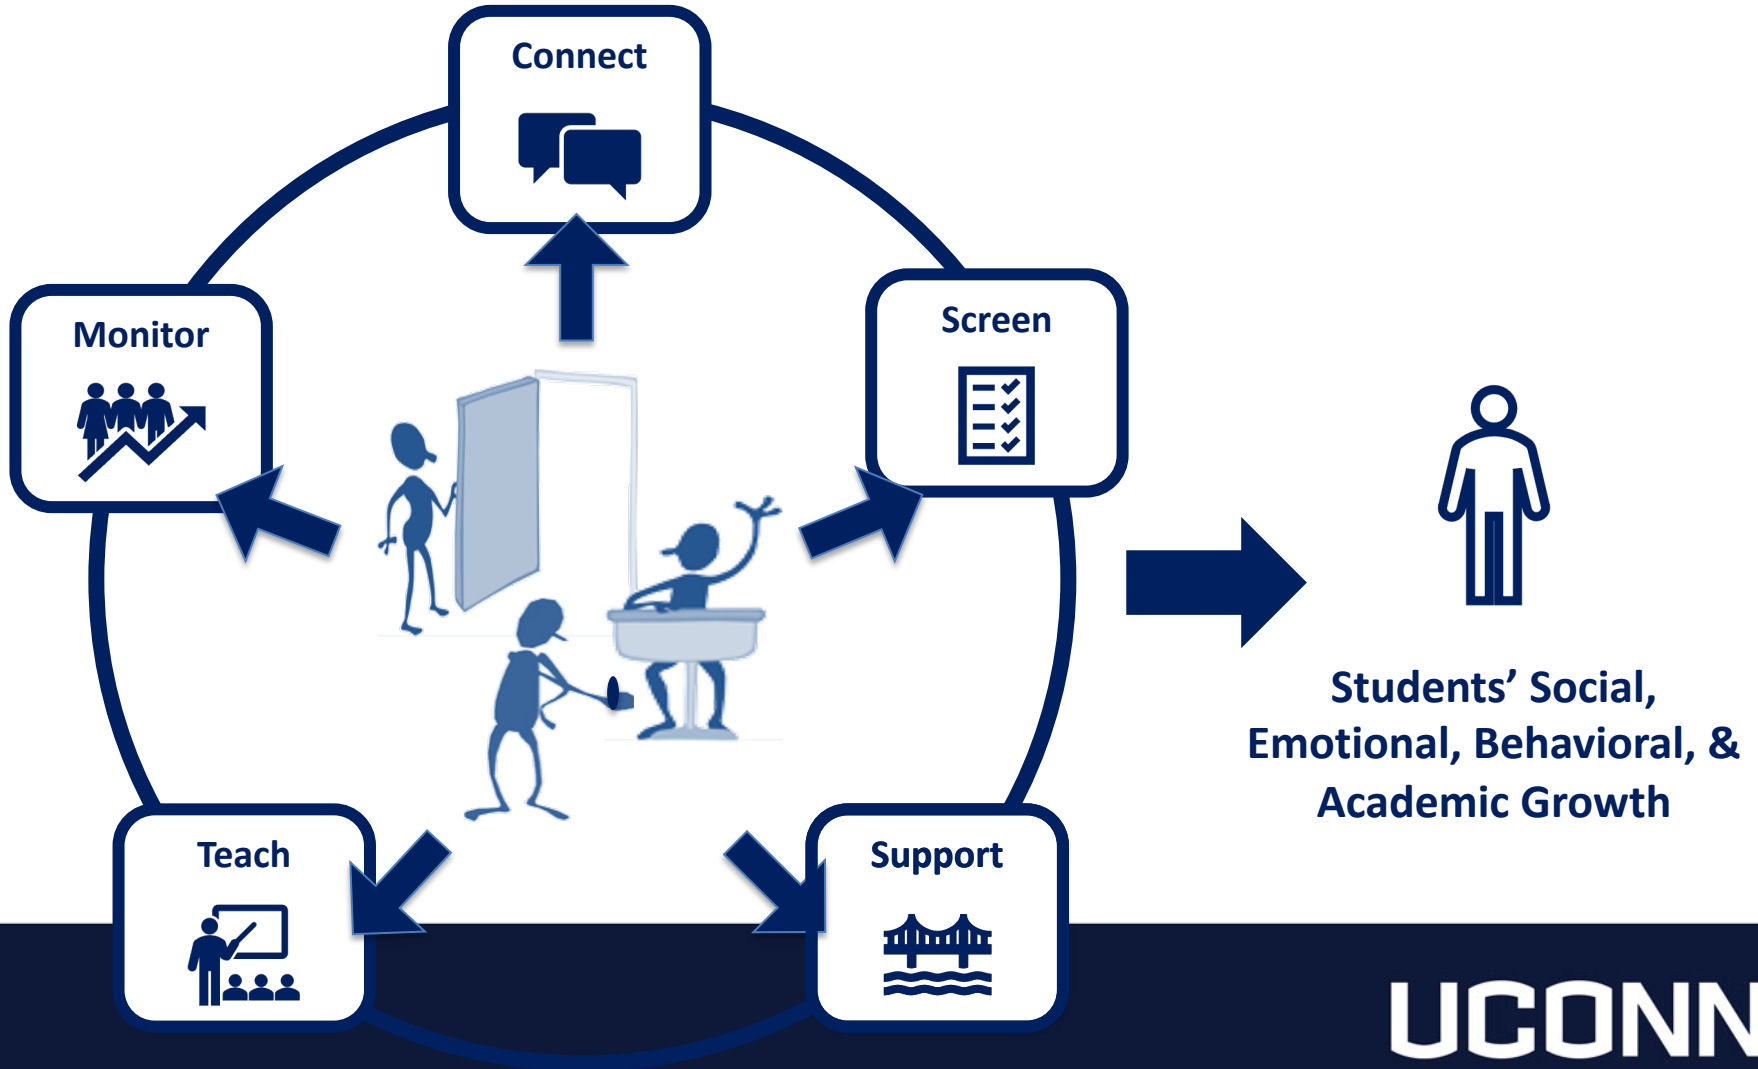 Connect
Monitor
Screen
Teach
Support
Students’ Social,
Emotional, Behavioral, &
Academic Growth
UCONN